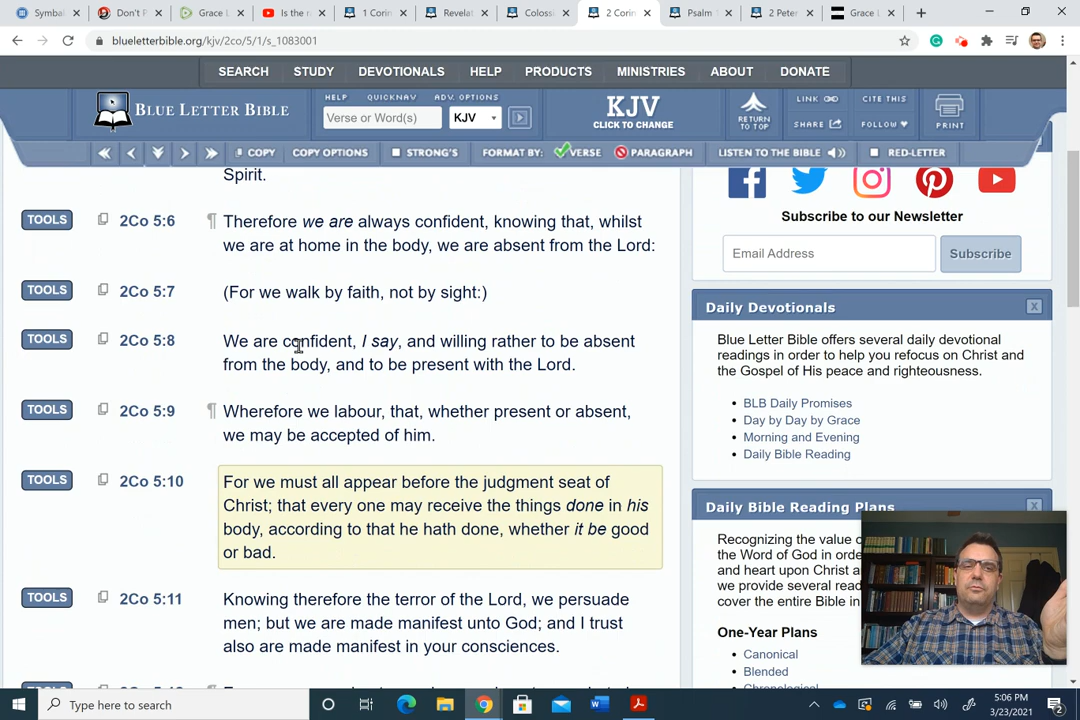 Symbal
Don't P
Grace L
Is the ra
1 Corin
Revelat
Coloss
2 Corin
Psalm
2 Peter
Grace L
blueletterbible.org/kjv/2co/5/1/s_1083001
SEARCH STUDY DEVOTIONALS HELP PRODUCTS MINISTRIES ABOUT DONATE
BLUE LETTER BIBLE
HELP QUICKNAV ADV. OPTIONS
Verse or Word(s)
KJV
KJV
CLICK TO CHANGE
RETURN TO TOP
LINK
CITE THIS
SHARE
FOLLOW
PRINT
COPY COPY OPTIONS STRONG'S FORMAT BY: VERSE PARAGRAPH LISTEN TO THE BIBLE RED-LETTER
Spirit.
TOOLS 2Co 5:6 ¶ Therefore we are always confident, knowing that, whilst
we are at home in the body, we are absent from the Lord:
TOOLS 2Co 5:7 (For we walk by faith, not by sight:)
TOOLS 2Co 5:8 We are confident, I say, and willing rather to be absent
from the body, and to be present with the Lord.
TOOLS 2Co 5:9 ¶ Wherefore we labour, that, whether present or absent,
we may be accepted of him.
TOOLS 2Co 5:10 For we must all appear before the judgment seat of
Christ; that every one may receive the things done in his
body, according to that he hath done, whether it be good
or bad.
TOOLS 2Co 5:11 Knowing therefore the terror of the Lord, we persuade
men; but we are made manifest unto God; and I trust
also are made manifest in your consciences.
Subscribe to our Newsletter
Email Address
Subscribe
Daily Devotionals
Blue Letter Bible offers several daily devotional
readings in order to help you refocus on Christ and
the Gospel of His peace and righteousness.
BLB Daily Promises
Day by Day by Grace
Morning and Evening
Daily Bible Reading
Daily Bible Reading Plans
Recognizing the value o
the Word of God in orde
and heart upon Christ a
we provide several read
cover the entire Bible in
One-Year Plans
Canonical
Blended
Chronological
Type here to search
5:06 PM
3/23/2021
2